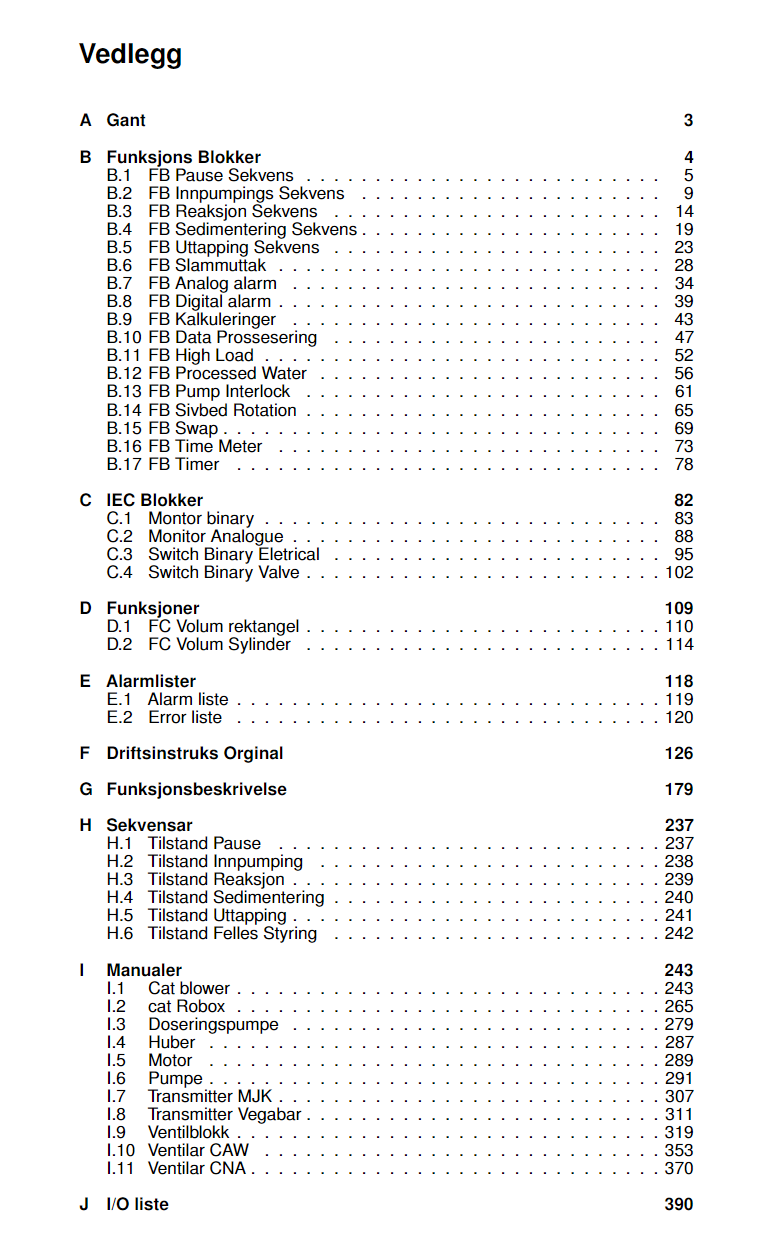 Vedlegg
A Gant 3
B Funksjons Blokker 4
B.1 FB Pause Sekvens . . . . . . . . . . . . . . . . . . . . . . . . . . 5
B.2 FB Innpumpings Sekvens . . . . . . . . . . . . . . . . . . . . . . 9
B.3 FB Reaksjon Sekvens . . . . . . . . . . . . . . . . . . . . . . . . 14
B.4 FB Sedimentering Sekvens . . . . . . . . . . . . . . . . . . . . . . 19
B.5 FB Uttapping Sekvens . . . . . . . . . . . . . . . . . . . . . . . . 23
B.6 FB Slammuttak . . . . . . . . . . . . . . . . . . . . . . . . . . . . 28
B.7 FB Analog alarm . . . . . . . . . . . . . . . . . . . . . . . . . . . 34
B.8 FB Digital alarm . . . . . . . . . . . . . . . . . . . . . . . . . . . . 39
B.9 FB Kalkuleringer . . . . . . . . . . . . . . . . . . . . . . . . . . . 43
B.10 FB Data Prossesering . . . . . . . . . . . . . . . . . . . . . . . . 47
B.11 FB High Load . . . . . . . . . . . . . . . . . . . . . . . . . . . . . 52
B.12 FB Processed Water . . . . . . . . . . . . . . . . . . . . . . . . . 56
B.13 FB Pump Interlock . . . . . . . . . . . . . . . . . . . . . . . . . . 61
B.14 FB Sivbed Rotation . . . . . . . . . . . . . . . . . . . . . . . . . . 65
B.15 FB Swap . . . . . . . . . . . . . . . . . . . . . . . . . . . . . . . . 69
B.16 FB Time Meter . . . . . . . . . . . . . . . . . . . . . . . . . . . . 73
B.17 FB Timer . . . . . . . . . . . . . . . . . . . . . . . . . . . . . . . 78
C IEC Blokker 82
C.1 Montor binary . . . . . . . . . . . . . . . . . . . . . . . . . . . . . 83
C.2 Monitor Analogue . . . . . . . . . . . . . . . . . . . . . . . . . . . 88
C.3 Switch Binary Eletrical . . . . . . . . . . . . . . . . . . . . . . . . 95
C.4 Switch Binary Valve . . . . . . . . . . . . . . . . . . . . . . . . . . 102
D Funksjoner 109
D.1 FC Volum rektangel . . . . . . . . . . . . . . . . . . . . . . . . . . 110
D.2 FC Volum Sylinder . . . . . . . . . . . . . . . . . . . . . . . . . . 114
E Alarmlister 118
E.1 Alarm liste . . . . . . . . . . . . . . . . . . . . . . . . . . . . . . . 119
E.2 Error liste . . . . . . . . . . . . . . . . . . . . . . . . . . . . . . . 120
F Driftsinstruks Orginal 126
G Funksjonsbeskrivelse 179
H Sekvensar 237
H.1 Tilstand Pause . . . . . . . . . . . . . . . . . . . . . . . . . . . . 237
H.2 Tilstand Innpumping . . . . . . . . . . . . . . . . . . . . . . . . . 238
H.3 Tilstand Reaksjon . . . . . . . . . . . . . . . . . . . . . . . . . . . 239
H.4 Tilstand Sedimentering . . . . . . . . . . . . . . . . . . . . . . . . 240
H.5 Tilstand Uttapping . . . . . . . . . . . . . . . . . . . . . . . . . . . 241
H.6 Tilstand Felles Styring . . . . . . . . . . . . . . . . . . . . . . . . 242
I Manualer 243
I.1 Cat blower . . . . . . . . . . . . . . . . . . . . . . . . . . . . . . . 243
I.2 cat Robox . . . . . . . . . . . . . . . . . . . . . . . . . . . . . . . 265
I.3 Doseringspumpe . . . . . . . . . . . . . . . . . . . . . . . . . . . 279
I.4 Huber . . . . . . . . . . . . . . . . . . . . . . . . . . . . . . . . . 287
I.5 Motor . . . . . . . . . . . . . . . . . . . . . . . . . . . . . . . . . 289
I.6 Pumpe . . . . . . . . . . . . . . . . . . . . . . . . . . . . . . . . . 291
I.7 Transmitter MJK . . . . . . . . . . . . . . . . . . . . . . . . . . . . 307
I.8 Transmitter Vegabar . . . . . . . . . . . . . . . . . . . . . . . . . . 311
I.9 Ventilblokk . . . . . . . . . . . . . . . . . . . . . . . . . . . . . . . 319
I.10 Ventilar CAW . . . . . . . . . . . . . . . . . . . . . . . . . . . . . 353
I.11 Ventilar CNA . . . . . . . . . . . . . . . . . . . . . . . . . . . . . . 370
J I/O liste 390